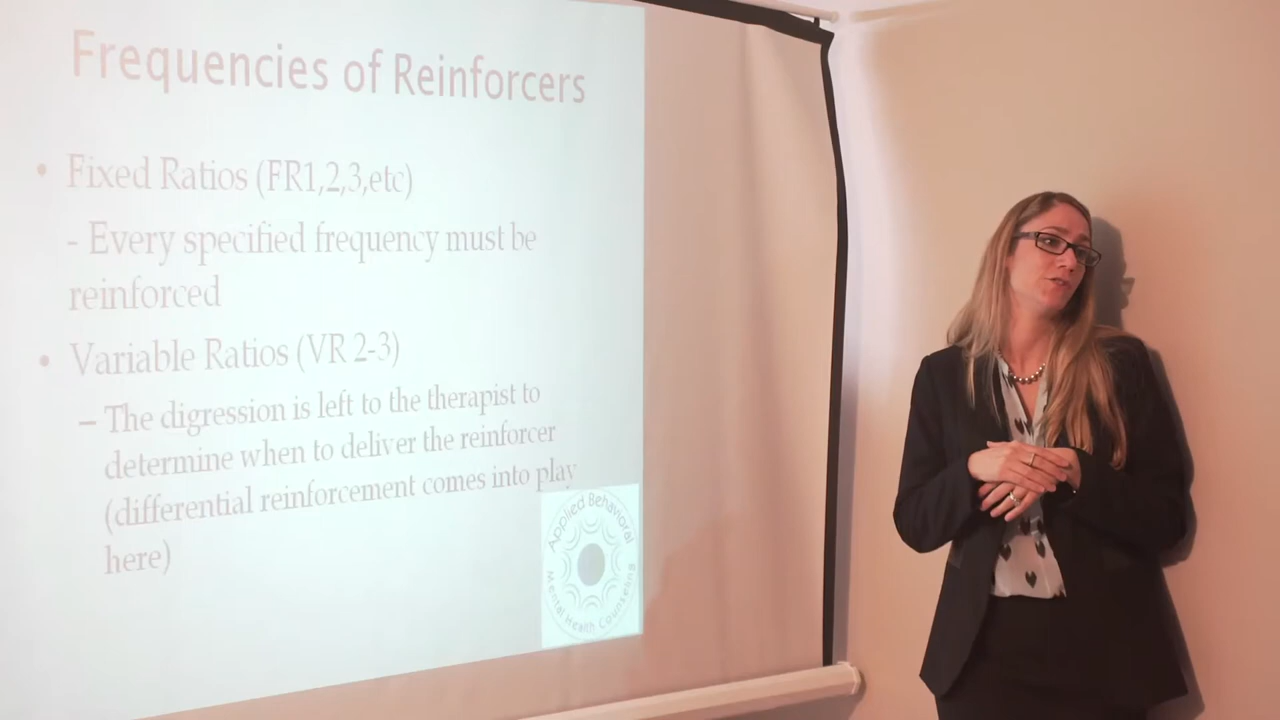 Frequencies of Reinforcers
• Fixed Ratios (FR1,2,3,etc)
- Every specified frequency must be
reinforced
• Variable Ratios (VR 2-3)
– The digression is left to the therapist to
determine when to deliver the reinforcer
(differential reinforcement comes into play
here)
Applied Behavioral
Mental Health Counseling